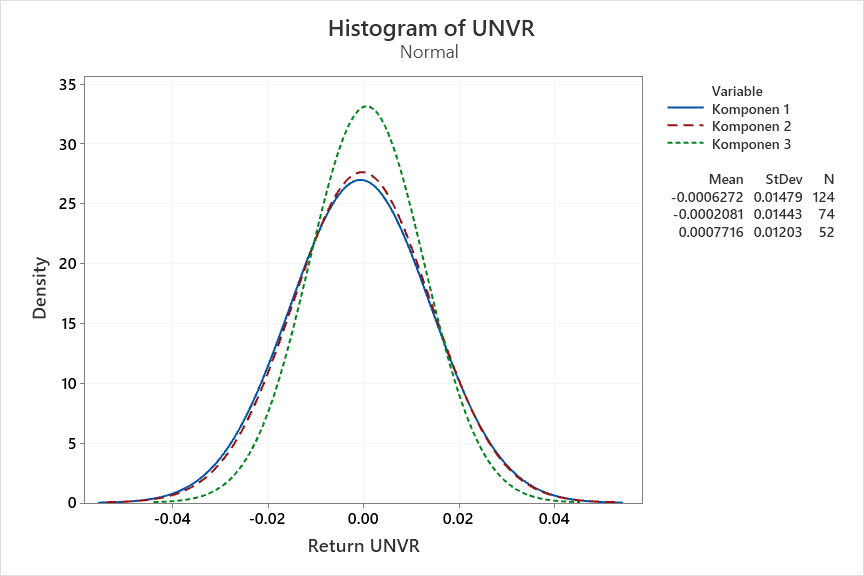 Histogram of UNVR
Normal
35
30
25
20
15
10
5
0
Density
-0.04 -0.02 0.00 0.02 0.04
Return UNVR
Variable
Komponen 1
Komponen 2
Komponen 3
Mean StDev N
-0.0006272 0.01479 124
-0.0002081 0.01443 74
0.0007716 0.01203 52